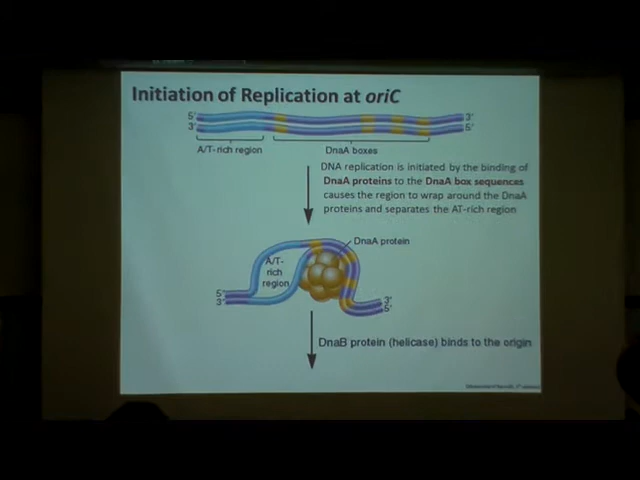 Initiation of Replication at oriC
5' 3'
3' 5'
A/T-rich region DnaA boxes
DNA replication is initiated by the binding of
DnaA proteins to the DnaA box sequences
causes the region to wrap around the DnaA
proteins and separates the AT-rich region
DnaA protein
A/T-
rich
region
5' 3'
3' 5'
DnaB protein (helicase) binds to the origin